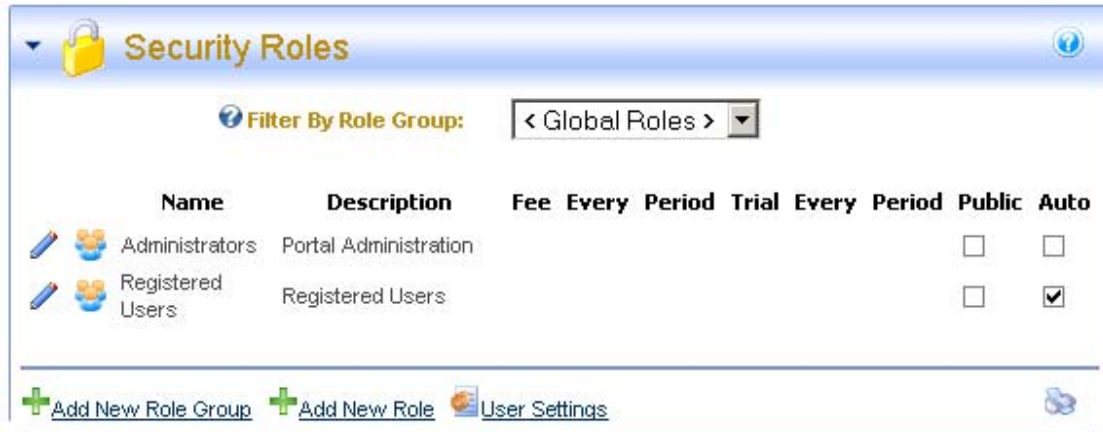 Security Roles
Filter By Role Group: < Global Roles >
Name Description Fee Every Period Trial Every Period Public Auto
Administrators Portal Administration
Registered Users Registered Users
Add New Role Group Add New Role User Settings